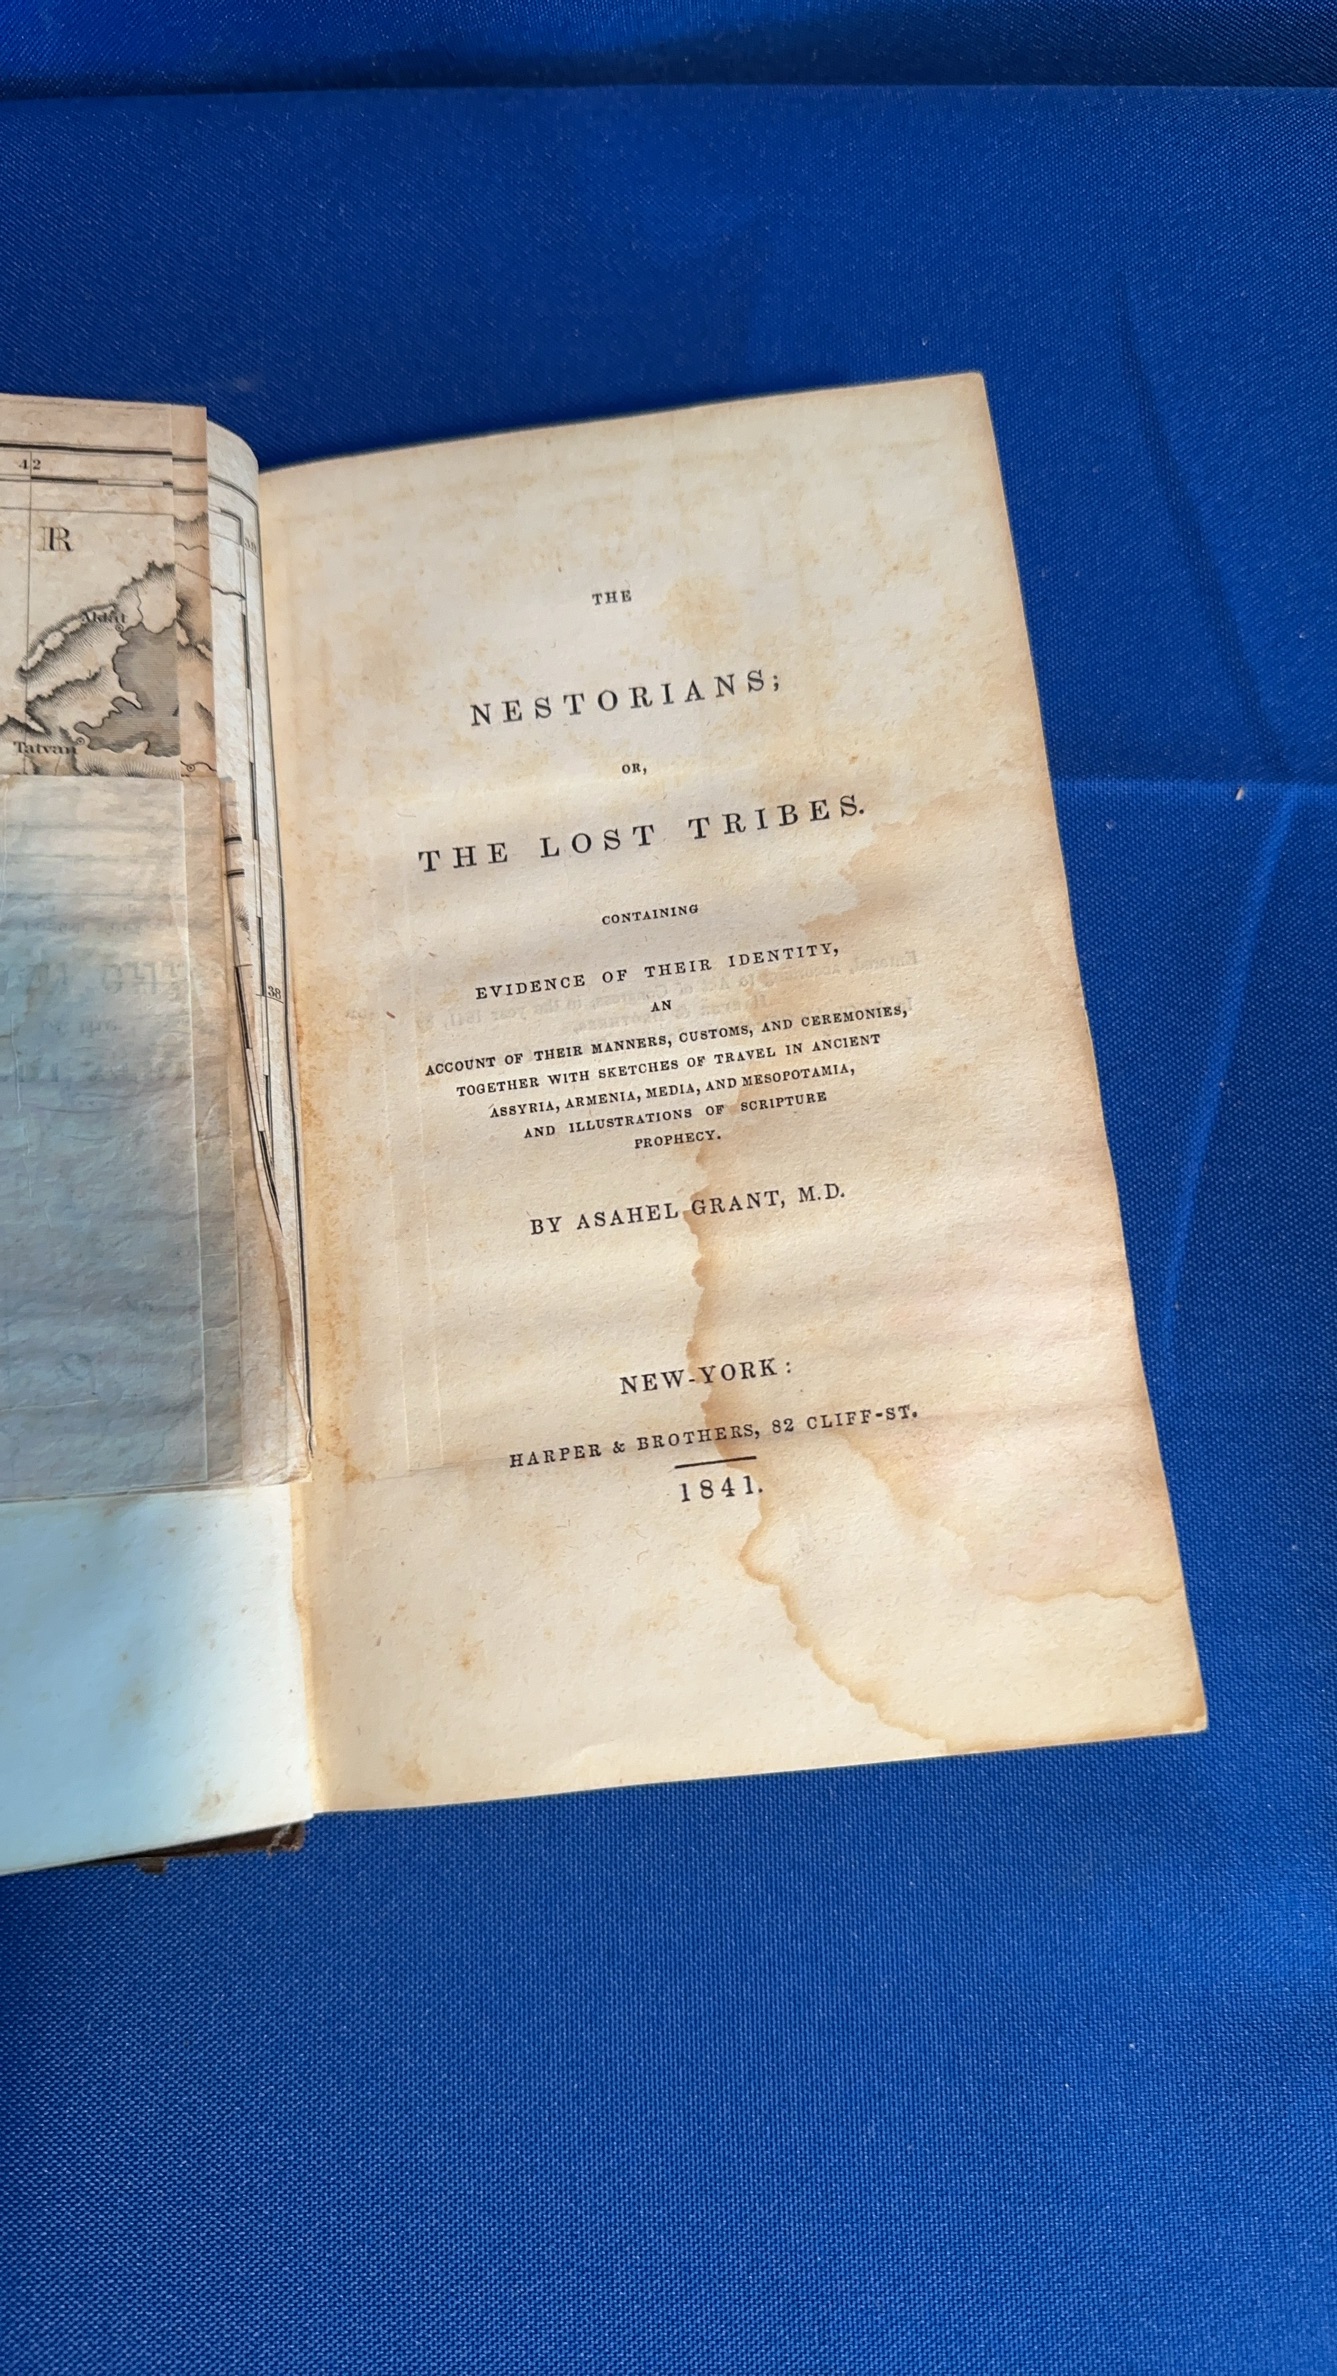 42
R
Aklat
Tatvan
38
THE
NESTORIANS;
OR,
THE LOST TRIBES.
CONTAINING
EVIDENCE OF THEIR IDENTITY,
AN
ACCOUNT OF THEIR MANNERS, CUSTOMS, AND CEREMONIES,
TOGETHER WITH SKETCHES OF TRAVEL IN ANCIENT
ASSYRIA, ARMENIA, MEDIA, AND MESOPOTAMIA,
AND ILLUSTRATIONS OF SCRIPTURE
PROPHECY.
BY ASAHEL GRANT, M.D.
NEW-YORK:
HARPER & BROTHERS, 82 CLIFF-ST.
1841.